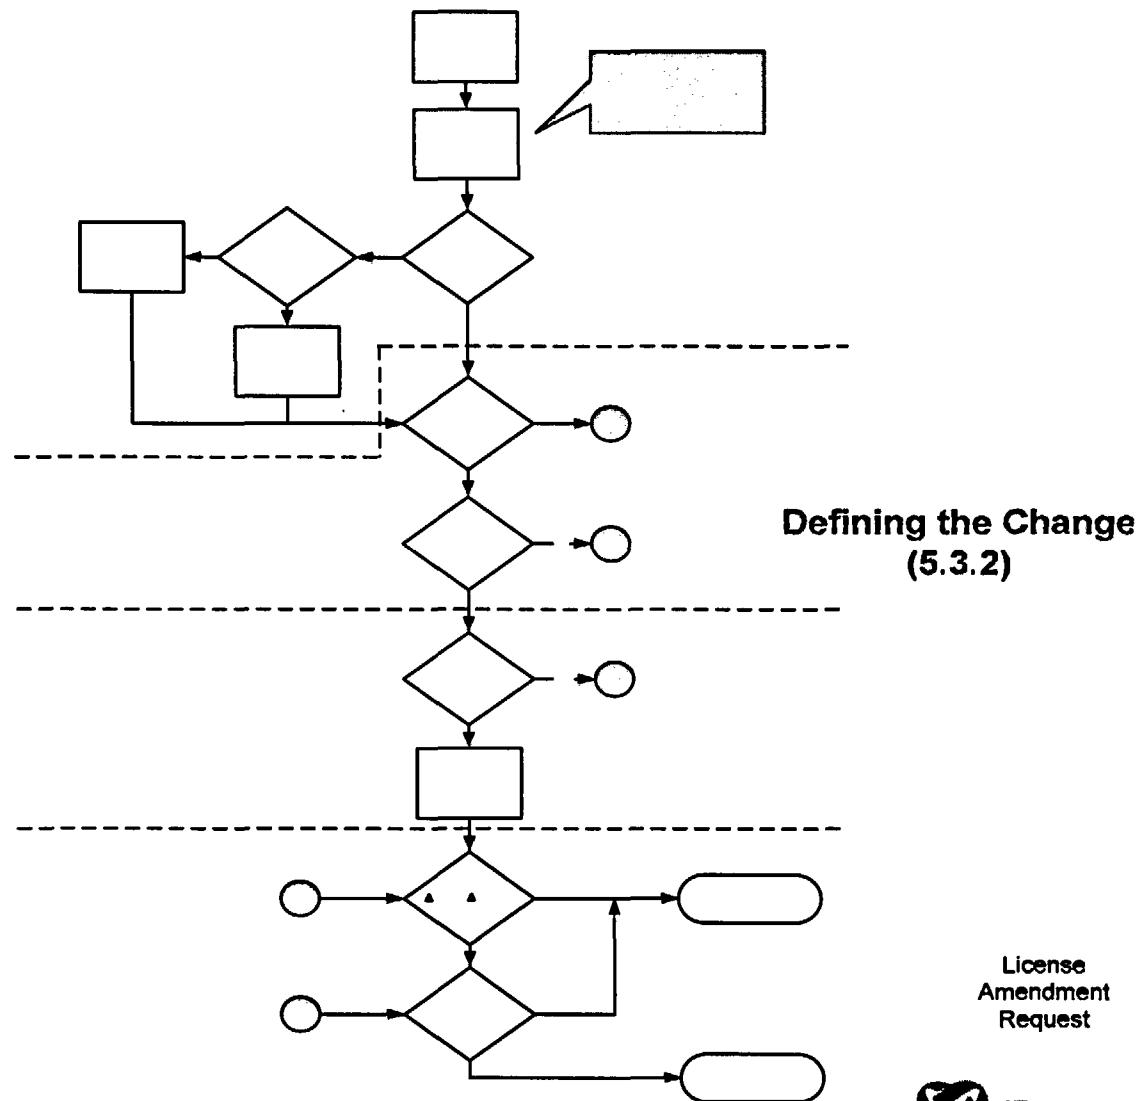 Defining the Change
(5.3.2)
License
Amendment
Request